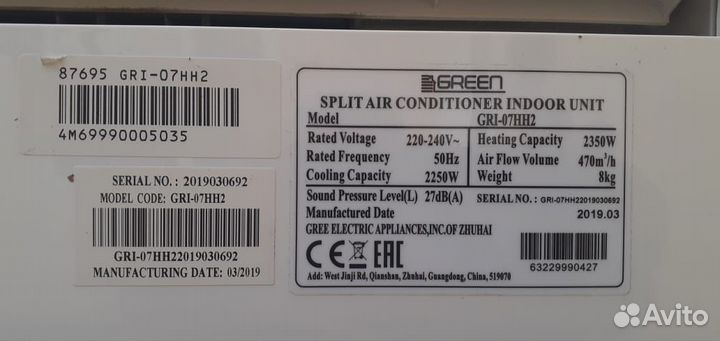 87695 GRI-07HH2
4M69990005035
SERIAL NO. : 2019030692
MODEL CODE: GRI-07HH2
GRI-07HH22019030692
MANUFACTURING DATE: 03/2019
GREEN
SPLIT AIR CONDITIONER INDOOR UNIT
Model GRI-07HH2
Rated Voltage 220-240V~ Heating Capacity 2350W
Rated Frequency 50Hz Air Flow Volume 470m³/h
Cooling Capacity 2250W Weight 8kg
Sound Pressure Level(L) 27dB(A) SERIAL NO.: GRI-07HH22019030692
Manufactured Date 2019.03
GREE ELECTRIC APPLIANCES,INC.OF ZHUHAI
CE EAC
63229990427
Add: West Jinji Rd, Qianshan, Zhuhai, Guangdong, China, 519070
Avito